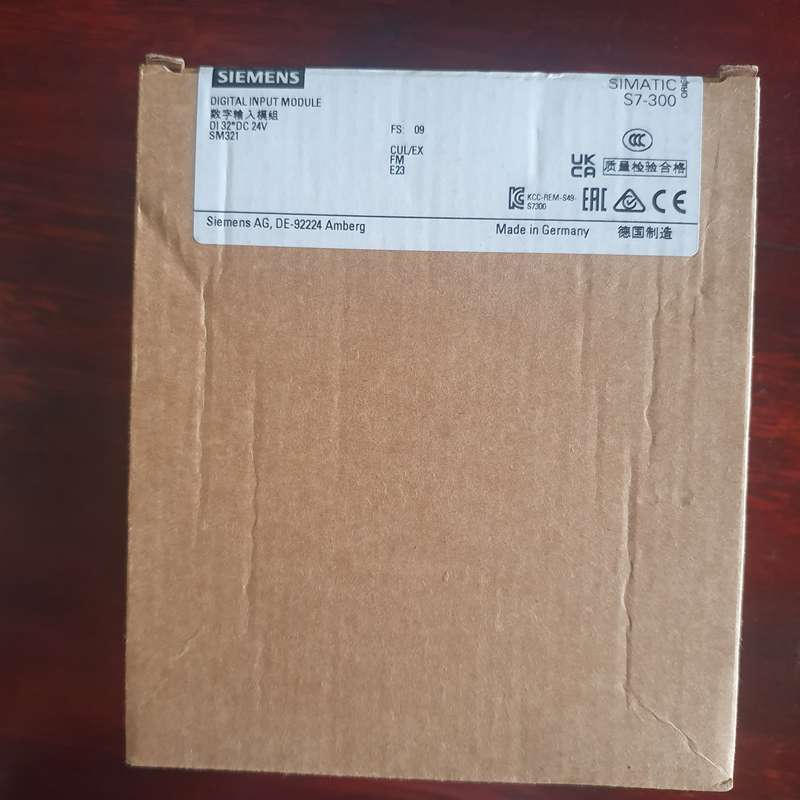 SIEMENS
DIGITAL INPUT MODULE
数字輸入模組
DI 32*DC 24V
SM321
FS: 09
CUL/EX
FM
E23
SIMATIC
S7-300
CCC
UK
CA
质量检验合格
KCC-REM-S49-
S7300
EAC
CE
Siemens AG, DE-92224 Amberg
Made in Germany
德国制造